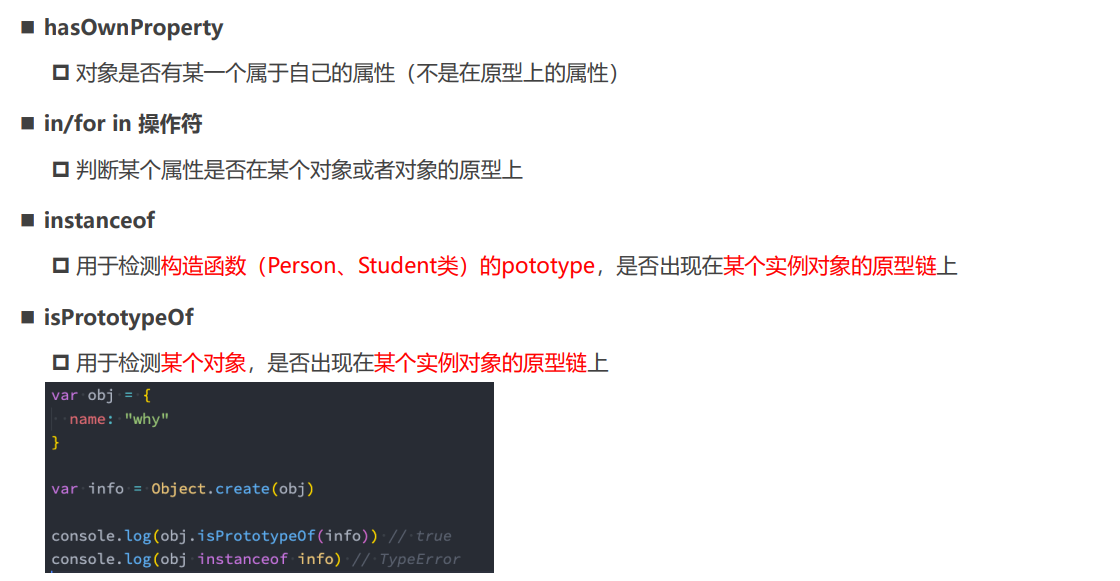 hasOwnProperty
对象是否有某一个属于自己的属性（不是在原型上的属性）
in/for in 操作符
判断某个属性是否在某个对象或者对象的原型上
instanceof
用于检测构造函数（Person、Student类）的pototype，是否出现在某个实例对象的原型链上
isPrototypeOf
用于检测某个对象，是否出现在某个实例对象的原型链上
var obj = {
  name: "why"
}
var info = Object.create(obj)
console.log(obj.isPrototypeOf(info)) // true
console.log(obj instanceof info) // TypeError